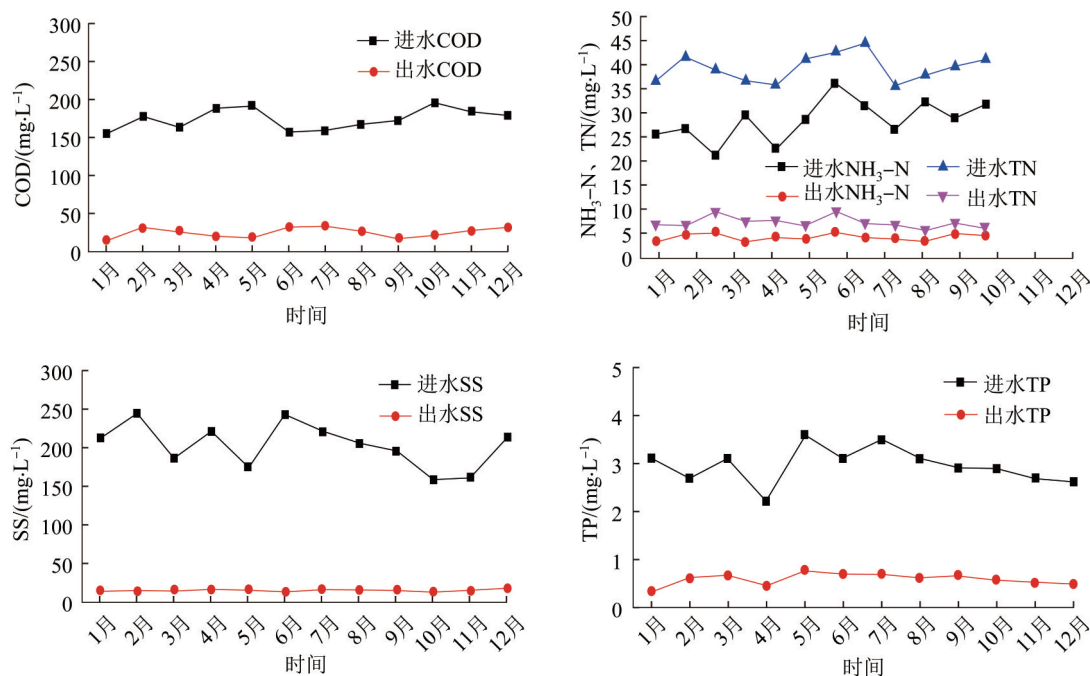 300
250
200
150
100
50
0
COD/(mg·L⁻¹)
进水COD
出水COD
1月 2月 3月 4月 5月 6月 7月 8月 9月 10月 11月 12月
时间
50
45
40
35
30
25
20
15
10
5
0
NH₃-N、TN/(mg·L⁻¹)
进水NH₃-N 进水TN
出水NH₃-N 出水TN
1月 2月 3月 4月 5月 6月 7月 8月 9月 10月 11月 12月
时间
300
250
200
150
100
50
0
SS/(mg·L⁻¹)
进水SS
出水SS
1月 2月 3月 4月 5月 6月 7月 8月 9月 10月 11月 12月
时间
5
4
3
2
1
0
TP/(mg·L⁻¹)
进水TP
出水TP
1月 2月 3月 4月 5月 6月 7月 8月 9月 10月 11月 12月
时间